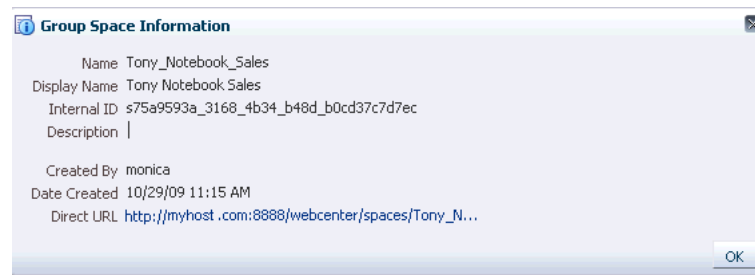 Group Space Information
Name Tony_Notebook_Sales
Display Name Tony Notebook Sales
Internal ID s75a9593a_3168_4b34_b48d_b0cd37c7d7ec
Description
Created By monica
Date Created 10/29/09 11:15 AM
Direct URL http://myhost.com:8888/webcenter/spaces/Tony_N...
OK